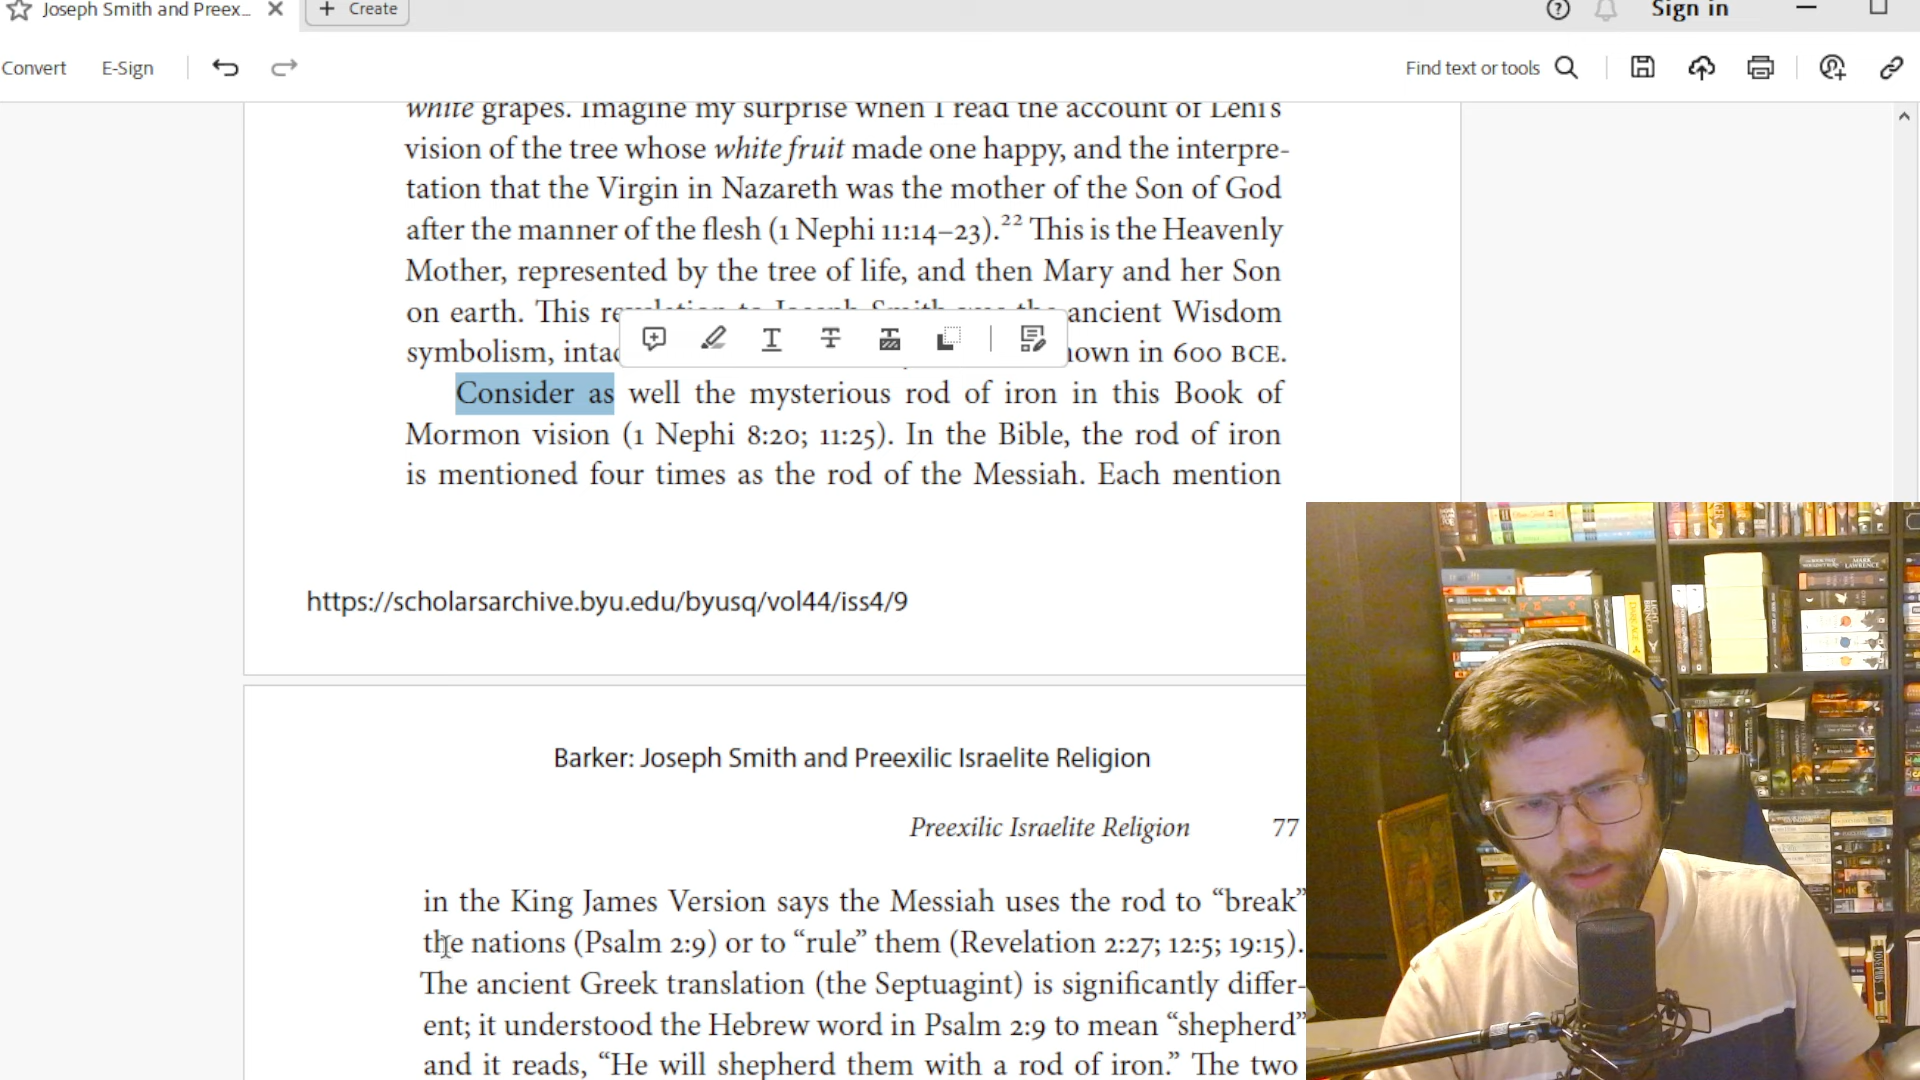 Joseph Smith and Preex...
Create
Sign in
Convert
E-Sign
Find text or tools
white grapes. Imagine my surprise when I read the account of Lehi's
vision of the tree whose white fruit made one happy, and the interpre-
tation that the Virgin in Nazareth was the mother of the Son of God
after the manner of the flesh (1 Nephi 11:14–23).22 This is the Heavenly
Mother, represented by the tree of life, and then Mary and her Son
on earth. This revelation to Joseph Smith was the ancient Wisdom
symbolism, 600 BCE.
Consider as well the mysterious rod of iron in this Book of
Mormon vision (1 Nephi 8:20; 11:25). In the Bible, the rod of iron
is mentioned four times as the rod of the Messiah. Each mention
https://scholarsarchive.byu.edu/byusq/vol44/iss4/9
Barker: Joseph Smith and Preexilic Israelite Religion
Preexilic Israelite Religion 77
in the King James Version says the Messiah uses the rod to “break”
the nations (Psalm 2:9) or to “rule” them (Revelation 2:27; 12:5; 19:15).
The ancient Greek translation (the Septuagint) is significantly differ-
ent; it understood the Hebrew word in Psalm 2:9 to mean “shepherd”
and it reads, “He will shepherd them with a rod of iron.” The two
MARK
LAWRENCE